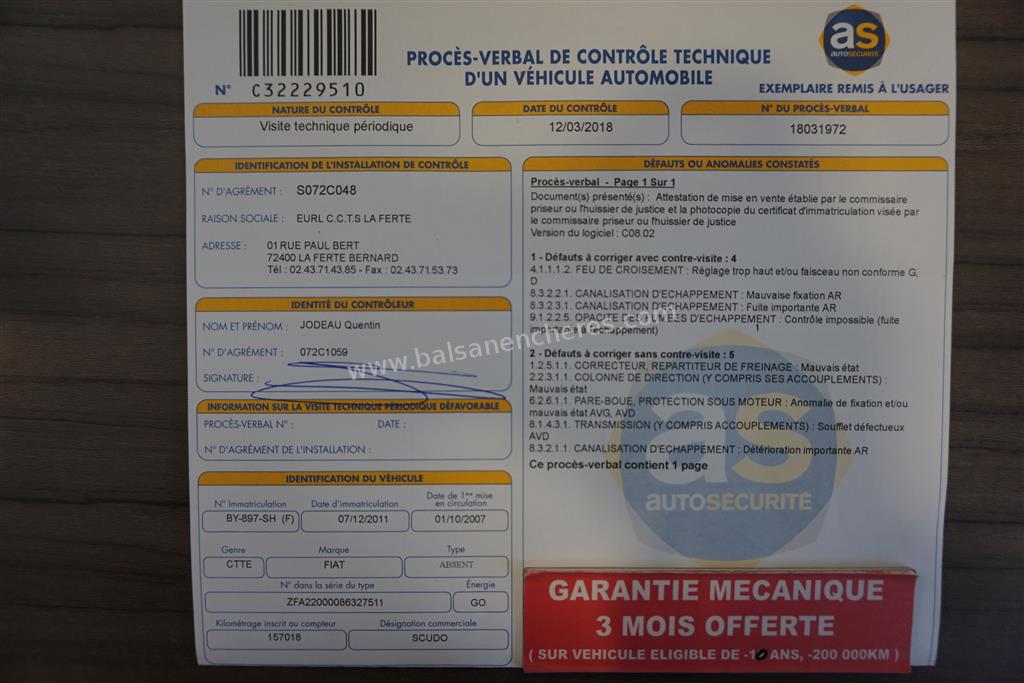 N° C32229510
PROCÈS-VERBAL DE CONTRÔLE TECHNIQUE
D'UN VÉHICULE AUTOMOBILE
as
AUTOSÉCURITÉ
EXEMPLAIRE REMIS À L'USAGER
NATURE DU CONTRÔLE
Visite technique périodique
DATE DU CONTRÔLE
12/03/2018
N° DU PROCÈS-VERBAL
18031972
IDENTIFICATION DE L'INSTALLATION DE CONTRÔLE
N° D'AGRÉMENT : S072C048
RAISON SOCIALE : EURL C.C.T.S LA FERTE
ADRESSE : 01 RUE PAUL BERT
72400 LA FERTE BERNARD
Tél : 02.43.71.43.85 - Fax : 02.43.71.53.73
IDENTITÉ DU CONTRÔLEUR
NOM ET PRÉNOM : JODEAU Quentin
N° D'AGRÉMENT : 072C1059
SIGNATURE :
INFORMATION SUR LA VISITE TECHNIQUE PÉRIODIQUE DÉFAVORABLE
PROCÈS-VERBAL N° : DATE :
N° D'AGRÉMENT DE L'INSTALLATION :
IDENTIFICATION DU VÉHICULE
N° Immatriculation Date d'immatriculation Date de 1ère mise
en circulation
BY-897-SH (F) 07/12/2011 01/10/2007
Genre Marque Type
CTTE FIAT ABSENT
N° dans la série du type Énergie
ZFA22000086327511 GO
Kilométrage inscrit au compteur Désignation commerciale
157018 SCUDO
DÉFAUTS OU ANOMALIES CONSTATÉS
Procès-verbal - Page 1 Sur 1
Document(s) présenté(s) : Attestation de mise en vente établie par le commissaire
priseur ou l'huissier de justice et la photocopie du certificat d'immatriculation visée par
le commissaire priseur ou l'huissier de justice
Version du logiciel : C08.02
1 - Défauts à corriger avec contre-visite : 4
4.1.1.1.2. FEU DE CROISEMENT : Réglage trop haut et/ou faisceau non conforme G,
D
8.3.2.2.1. CANALISATION D'ECHAPPEMENT : Mauvaise fixation AR
8.3.2.3.1. CANALISATION D'ECHAPPEMENT : Fuite importante AR
9.1.2.2.5. OPACITE DES FUMEES D'ECHAPPEMENT : Contrôle impossible (fuite
importante à l'échappement) 1
2 - Défauts à corriger sans contre-visite : 5
1.2.5.1.1. CORRECTEUR, REPARTITEUR DE FREINAGE : Mauvais état
2.2.3.1.1. COLONNE DE DIRECTION (Y COMPRIS SES ACCOUPLEMENTS) :
Mauvais état
6.2.6.1.1. PARE-BOUE, PROTECTION SOUS MOTEUR : Anomalie de fixation et/ou
mauvais état AVG, AVD
8.1.4.3.1. TRANSMISSION (Y COMPRIS ACCOUPLEMENTS) : Soufflet défectueux
AVD
8.3.2.1.1. CANALISATION D'ECHAPPEMENT : Détérioration importante AR
Ce procès-verbal contient 1 page
as
AUTOSÉCURITÉ
www.balsanencheres.com
GARANTIE MECANIQUE
3 MOIS OFFERTE
( SUR VEHICULE ELIGIBLE DE -10 ANS, -200 000KM )